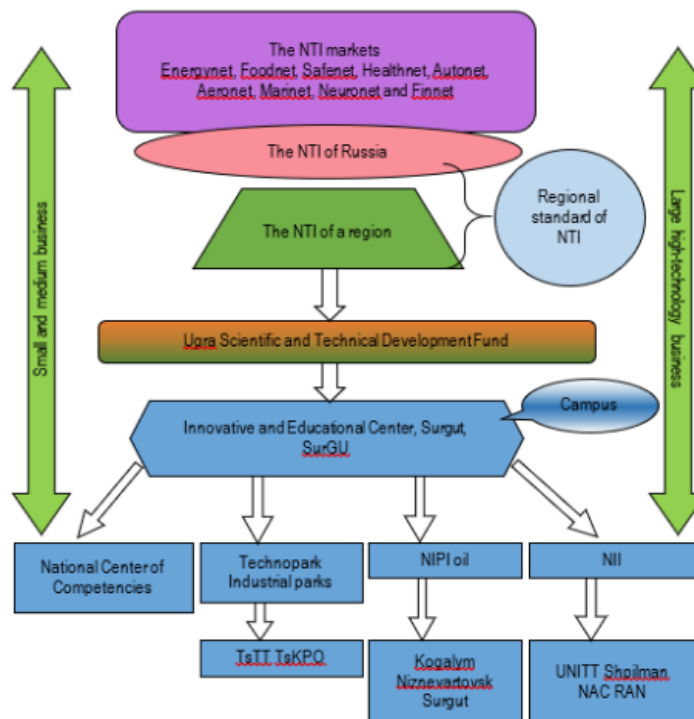 The NTI markets
Energynet, Foodnet, Safenet, Healthnet, Autonet,
Aeronet, Marinet, Neuronet and Finnet
The NTI of Russia
Regional
standard of
NTI
The NTI of a region
Small and medium business
Large high-technology business
Ugra Scientific and Technical Development Fund
Campus
Innovative and Educational Center, Surgut,
SurGU
National Center of
Competencies
Technopark
Industrial parks
NIPI oil
NII
TsTT TsKPO
Kogalym
Niznevartovsk
Surgut
UNITT Shpilman
NAC RAN